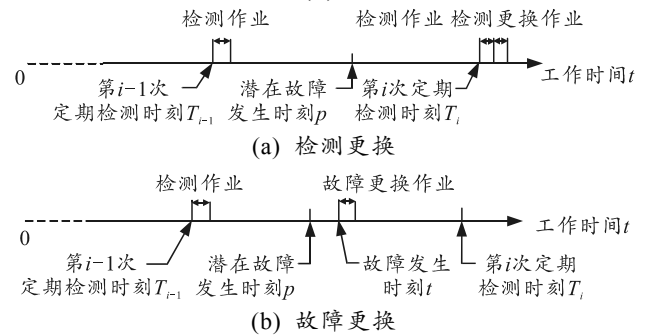 检测作业
检测作业 检测更换作业
0
工作时间t
第i-1次
定期检测时刻T_{i-1}
潜在故障
发生时刻p
第i次定期
检测时刻T_i
(a) 检测更换
检测作业
故障更换作业
0
工作时间t
第i-1次
定期检测时刻T_{i-1}
潜在故障
发生时刻p
故障发生
时刻t
第i次定期
检测时刻T_i
(b) 故障更换